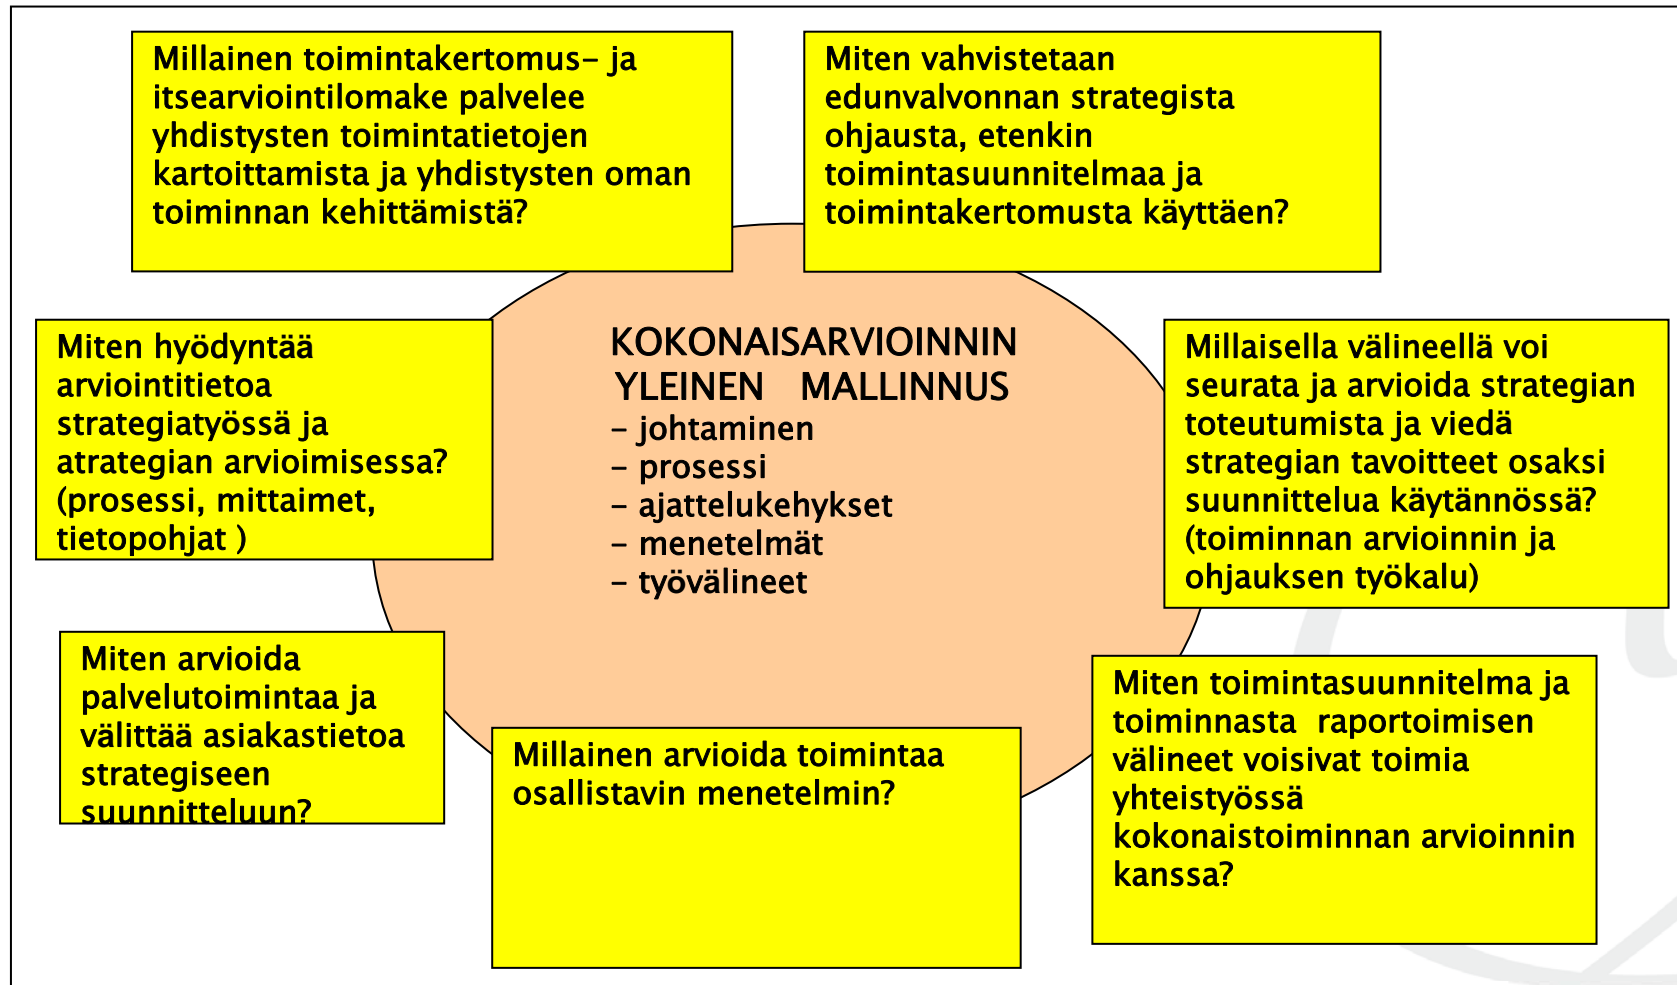 Millainen toimintakertomus- ja
itsearviointilomake palvelee
yhdistysten toimintatietojen
kartoittamista ja yhdistysten oman
toiminnan kehittämistä?
Miten vahvistetaan
edunvalvonnan strategista
ohjausta, etenkin
toimintasuunnitelmaa ja
toimintakertomusta käyttäen?
Miten hyödyntää
arviointitietoa
strategiatyössä ja
atrategian arvioimisessa?
(prosessi, mittaimet,
tietopohjat )
KOKONAISARVIOINNIN
YLEINEN MALLINNUS
- johtaminen
- prosessi
- ajattelukehykset
- menetelmät
- työvälineet
Millaisella välineellä voi
seurata ja arvioida strategian
toteutumista ja viedä
strategian tavoitteet osaksi
suunnittelua käytännössä?
(toiminnan arvioinnin ja
ohjauksen työkalu)
Miten arvioida
palvelutoimintaa ja
välittää asiakastietoa
strategiseen
suunnitteluun?
Millainen arvioida toimintaa
osallistavin menetelmin?
Miten toimintasuunnitelma ja
toiminnasta raportoimisen
välineet voisivat toimia
yhteistyössä
kokonaistoiminnan arvioinnin
kanssa?